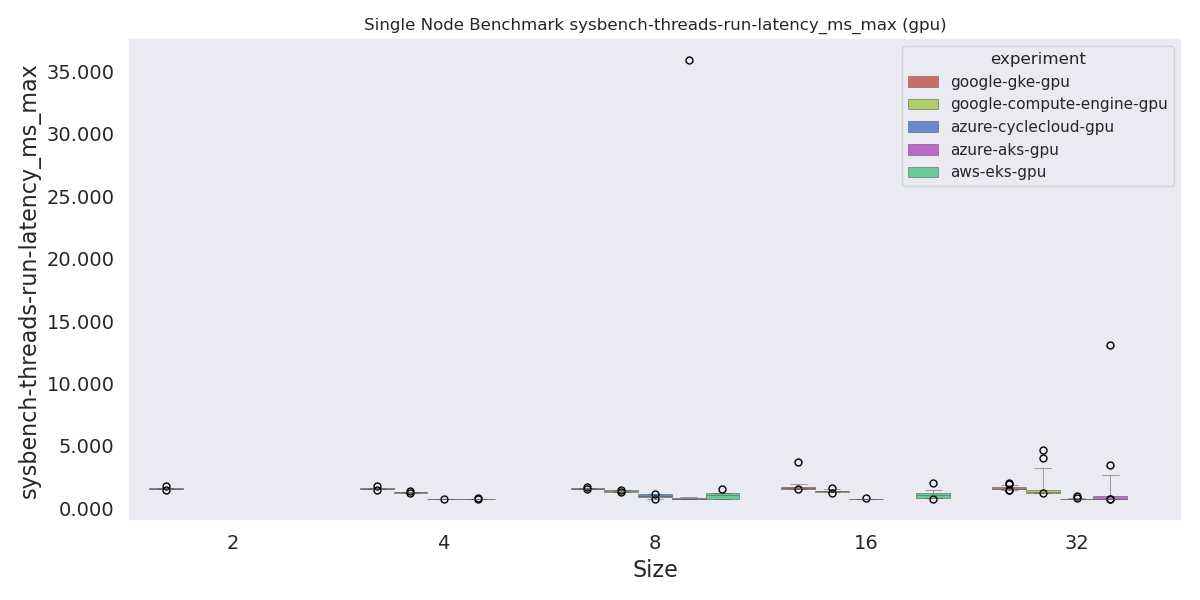 Single Node Benchmark sysbench-threads-run-latency_ms_max (gpu)
sysbench-threads-run-latency_ms_max
35.000
30.000
25.000
20.000
15.000
10.000
5.000
0.000
experiment
google-gke-gpu
google-compute-engine-gpu
azure-cyclecloud-gpu
azure-aks-gpu
aws-eks-gpu
2 4 8 16 32
Size